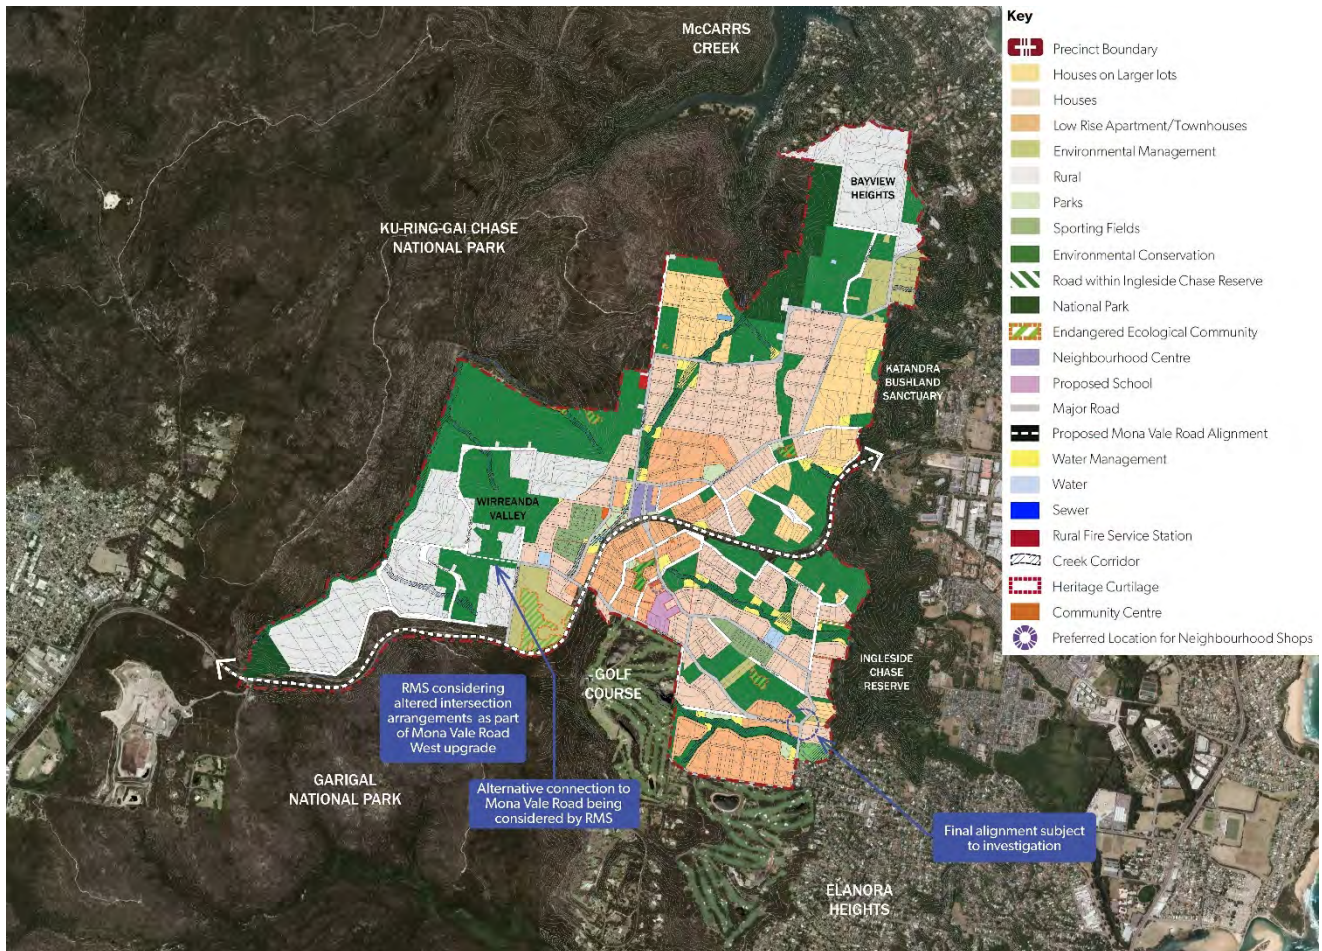 McCARRS
CREEK
KU-RING-GAI CHASE
NATIONAL PARK
BAYVIEW
HEIGHTS
KATANDRA
BUSHLAND
SANCTUARY
WIRREANDA
VALLEY
INGLESIDE
CHASE
RESERVE
GOLF
COURSE
GARIGAL
NATIONAL PARK
ELANORA
HEIGHTS
RMS considering
altered intersection
arrangements as part
of Mona Vale Road
West upgrade
Alternative connection to
Mona Vale Road being
considered by RMS
Final alignment subject
to investigation
Key
Precinct Boundary
Houses on Larger lots
Houses
Low Rise Apartment/Townhouses
Environmental Management
Rural
Parks
Sporting Fields
Environmental Conservation
Road within Ingleside Chase Reserve
National Park
Endangered Ecological Community
Neighbourhood Centre
Proposed School
Major Road
Proposed Mona Vale Road Alignment
Water Management
Water
Sewer
Rural Fire Service Station
Creek Corridor
Heritage Curtilage
Community Centre
Preferred Location for Neighbourhood Shops